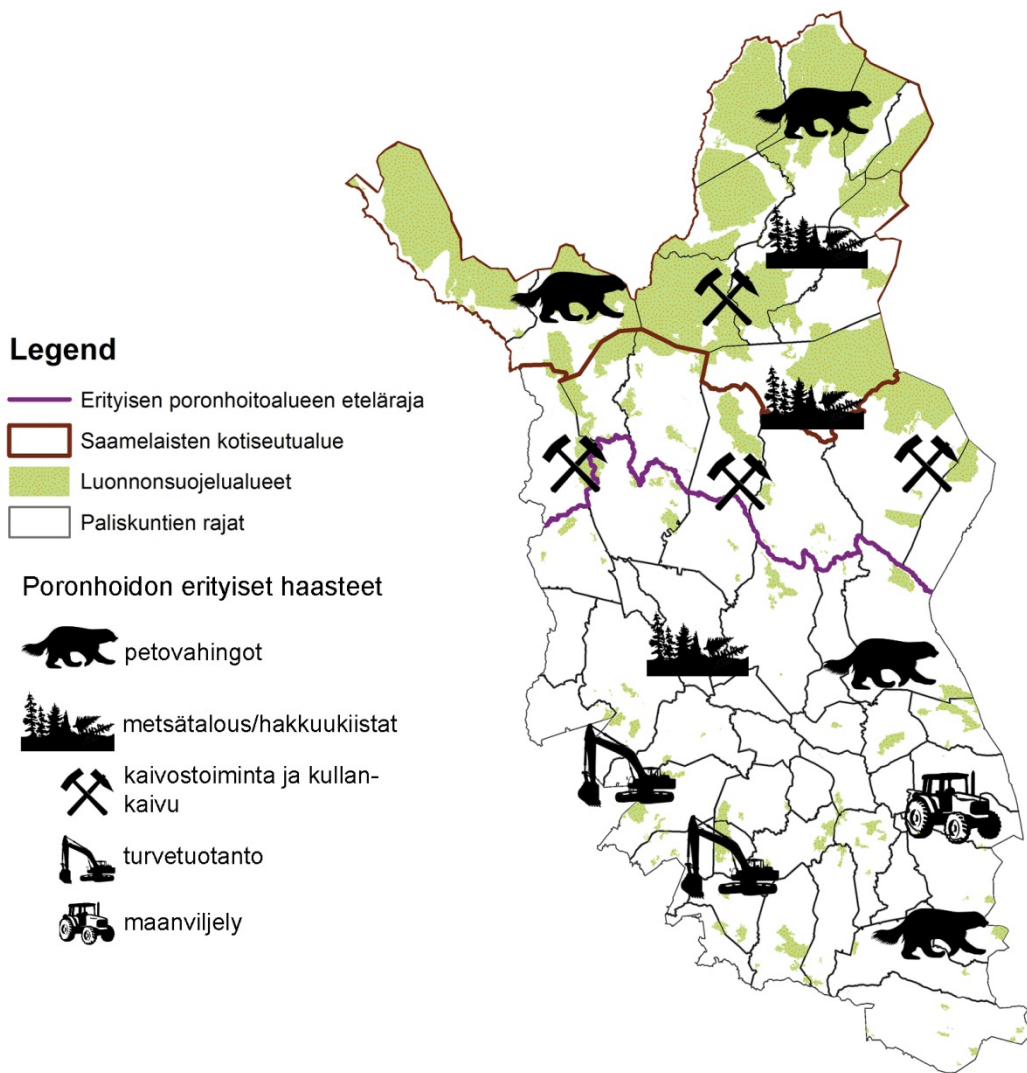 Legend
Erityisen poronhoitoalueen eteläraja
Saamelaisten kotiseutualue
Luonnonsuojelualueet
Paliskuntien rajat
Poronhoidon erityiset haasteet
petovahingot
metsätalous/hakkuukiistat
kaivostoiminta ja kullan-
kaivu
turvetuotanto
maanviljely